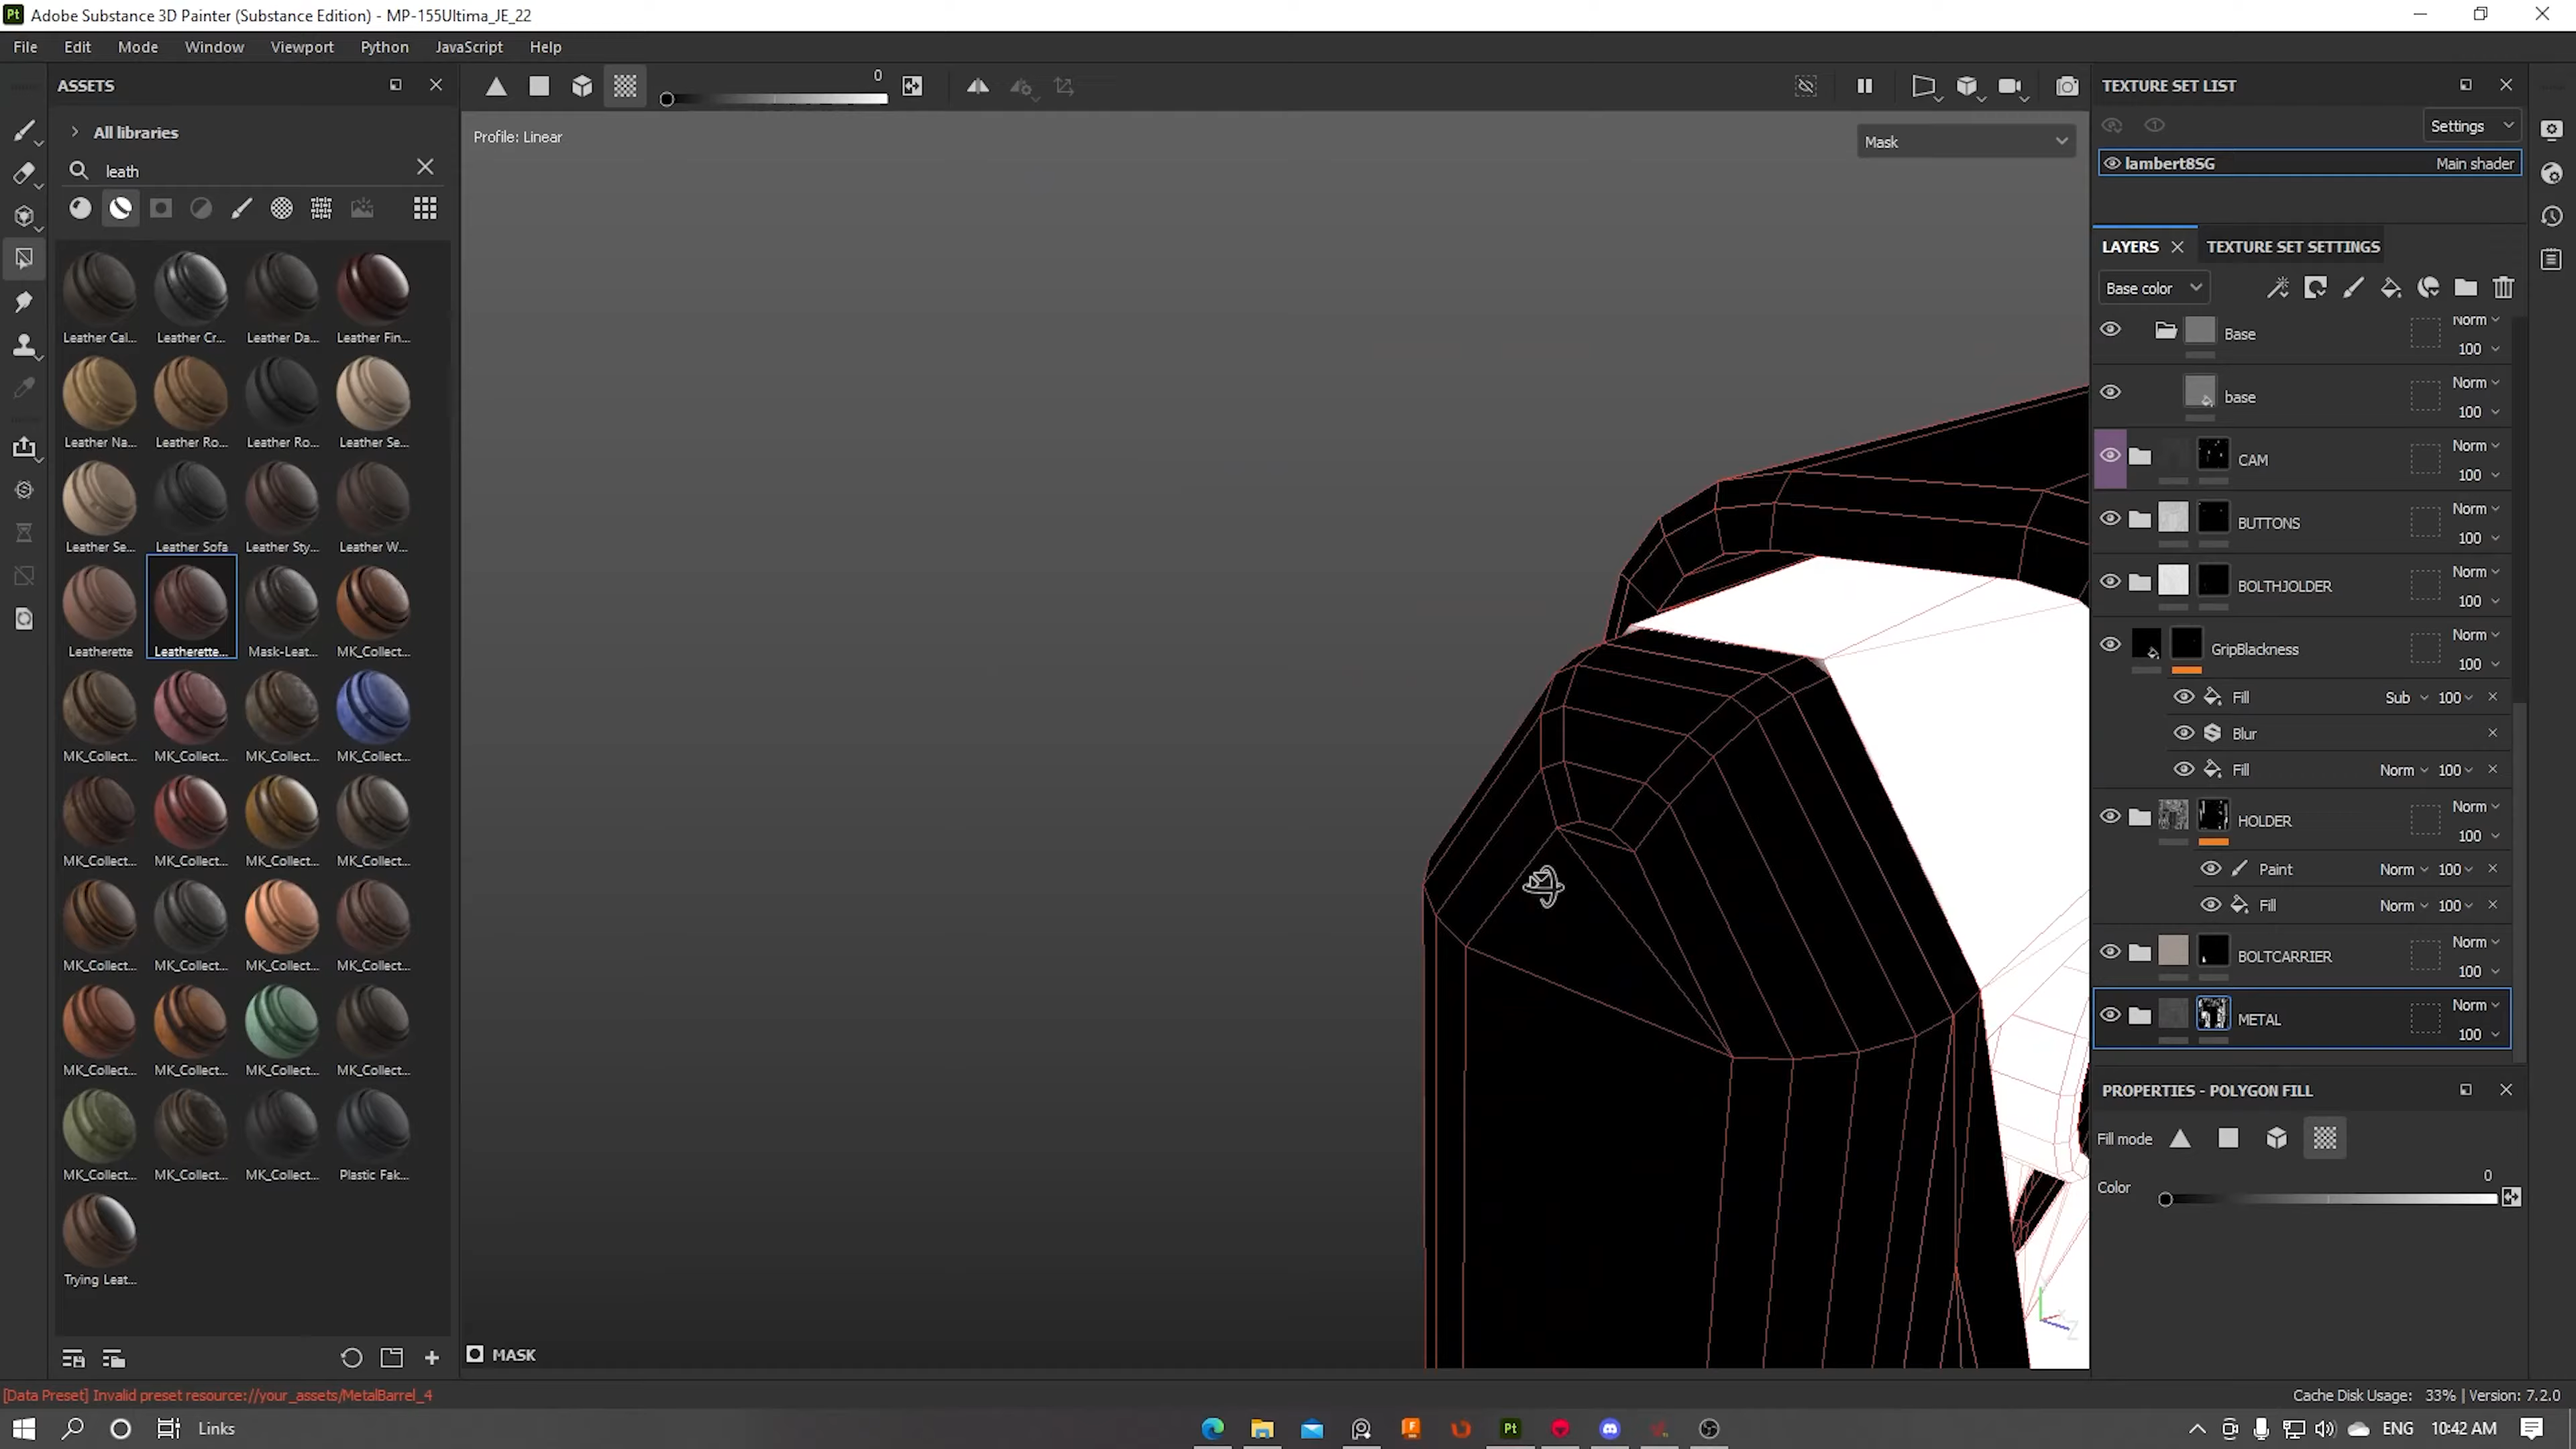 Adobe Substance 3D Painter (Substance Edition) - MP-155Ultima_JE_22
File Edit Mode Window Viewport Python JavaScript Help
ASSETS
All libraries
leath
Leather Cal... Leather Cr... Leather Da... Leather Fin...
Leather Na... Leather Ro... Leather Ro... Leather Se...
Leather Se... Leather Sofa Leather Sty... Leather W...
Leatherette Leatherette... Mask-Leat... MK_Collect...
MK_Collect... MK_Collect... MK_Collect... MK_Collect...
MK_Collect... MK_Collect... MK_Collect... MK_Collect...
MK_Collect... MK_Collect... MK_Collect... MK_Collect...
MK_Collect... MK_Collect... MK_Collect... MK_Collect...
MK_Collect... MK_Collect... MK_Collect... Plastic Fak...
Trying Leat...
0
Profile: Linear
Mask
MASK
TEXTURE SET LIST
Settings
lambert8SG Main shader
LAYERS TEXTURE SET SETTINGS
Base color
Base Norm 100
base Norm 100
CAM Norm 100
BUTTONS Norm 100
BOLTHJOLDER Norm 100
GripBlackness Norm 100
Fill Sub 100
Blur
Fill Norm 100
HOLDER Norm 100
Paint Norm 100
Fill Norm 100
BOLTCARRIER Norm 100
METAL Norm 100
PROPERTIES - POLYGON FILL
Fill mode
0
Color
[Data Preset] Invalid preset resource://your_assets/MetalBarrel_4
Cache Disk Usage: 33% | Version: 7.2.0
Links
ENG 10:42 AM